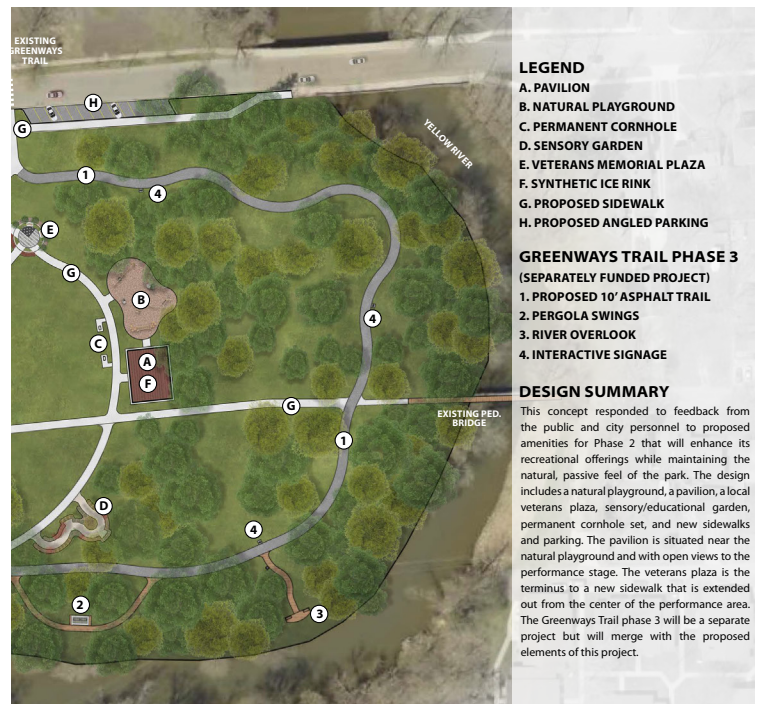 EXISTING
GREENWAYS
TRAIL
H
G
YELLOW RIVER
1
4
E
G
B
4
C
A
F
G
EXISTING PED.
BRIDGE
1
D
4
2
3
LEGEND
A. PAVILION
B. NATURAL PLAYGROUND
C. PERMANENT CORNHOLE
D. SENSORY GARDEN
E. VETERANS MEMORIAL PLAZA
F. SYNTHETIC ICE RINK
G. PROPOSED SIDEWALK
H. PROPOSED ANGLED PARKING
GREENWAYS TRAIL PHASE 3
(SEPARATELY FUNDED PROJECT)
1. PROPOSED 10' ASPHALT TRAIL
2. PERGOLA SWINGS
3. RIVER OVERLOOK
4. INTERACTIVE SIGNAGE
DESIGN SUMMARY
This concept responded to feedback from
the public and city personnel to proposed
amenities for Phase 2 that will enhance its
recreational offerings while maintaining the
natural, passive feel of the park. The design
includes a natural playground, a pavilion, a local
veterans plaza, sensory/educational garden,
permanent cornhole set, and new sidewalks
and parking. The pavilion is situated near the
natural playground and with open views to the
performance stage. The veterans plaza is the
terminus to a new sidewalk that is extended
out from the center of the performance area.
The Greenways Trail phase 3 will be a separate
project but will merge with the proposed
elements of this project.